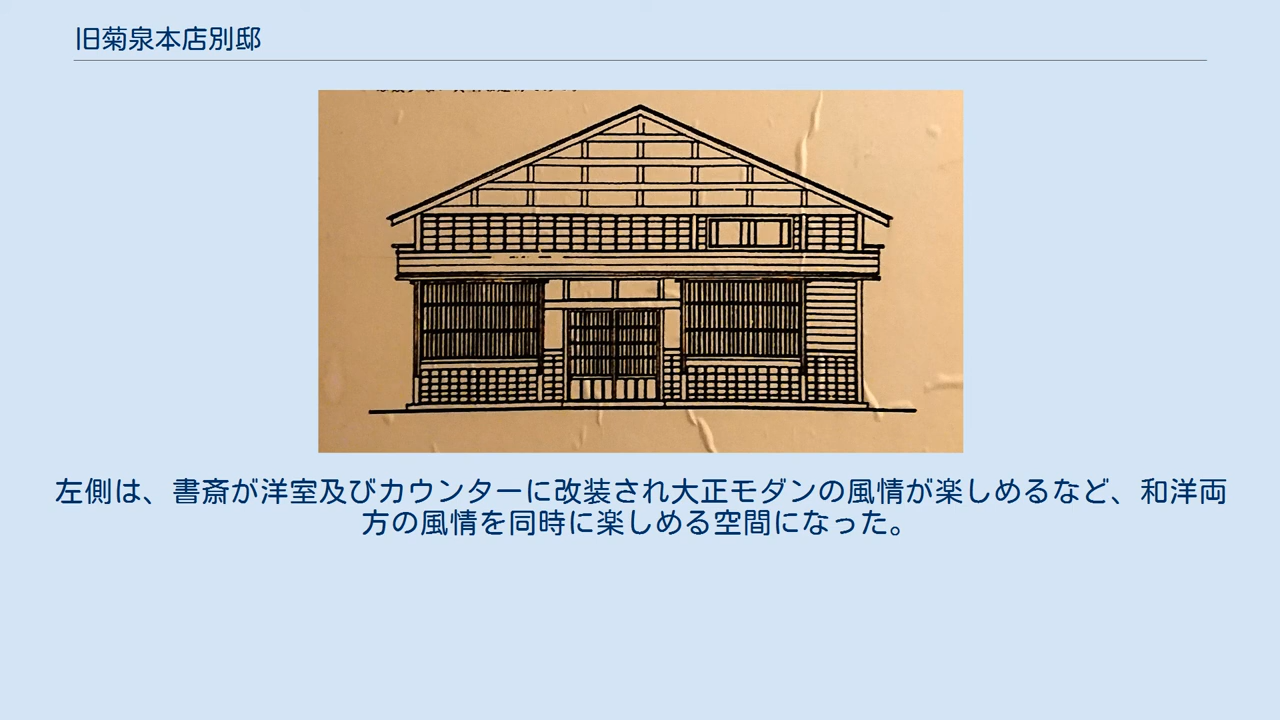 旧菊泉本店別邸
左側は、書斎が洋室及びカウンターに改装され大正モダンの風情が楽しめるなど、和洋両
方の風情を同時に楽しめる空間になった。